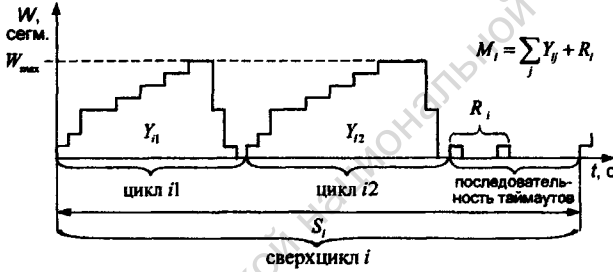 W,
сегм.
W_max
M_i = ∑_j Y_ij + R_i
Y_i1
Y_i2
R_i
t, с
цикл i1
цикл i2
последователь-
ность таймаутов
S_i
сверхцикл i